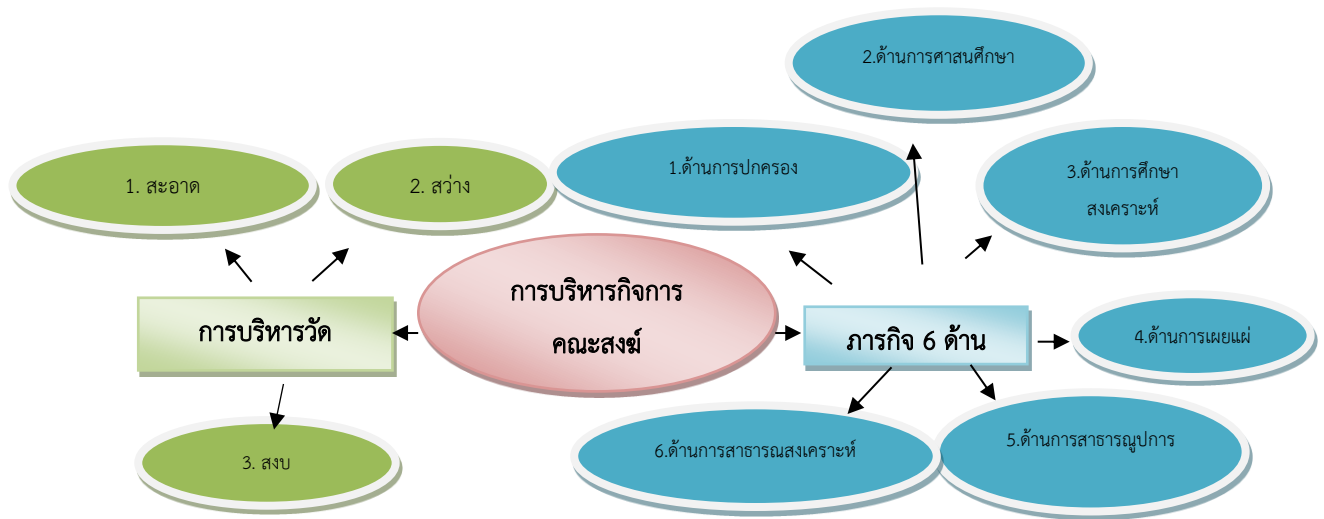 2.ด้านการศาสนศึกษา
1.ด้านการปกครอง
3.ด้านการศึกษา
สงเคราะห์
1. สะอาด
2. สว่าง
การบริหารกิจการ
คณะสงฆ์
การบริหารวัด
ภารกิจ 6 ด้าน
4.ด้านการเผยแผ่
3. สงบ
6.ด้านการสาธารณสงเคราะห์
5.ด้านการสาธารณูปการ